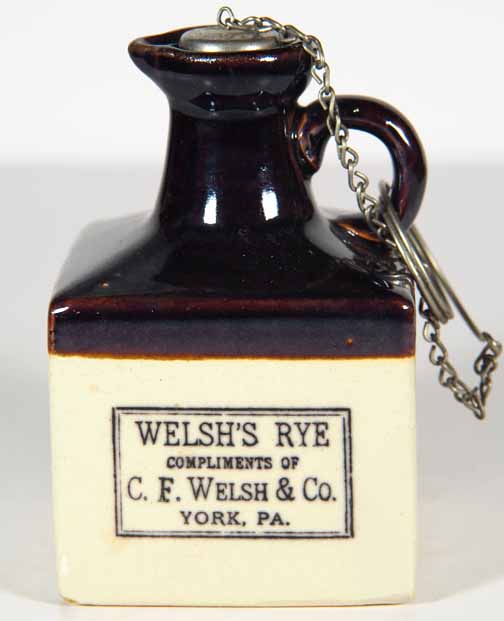 WELSH'S RYE
COMPLIMENTS OF
C. F. WELSH & CO.
YORK, PA.